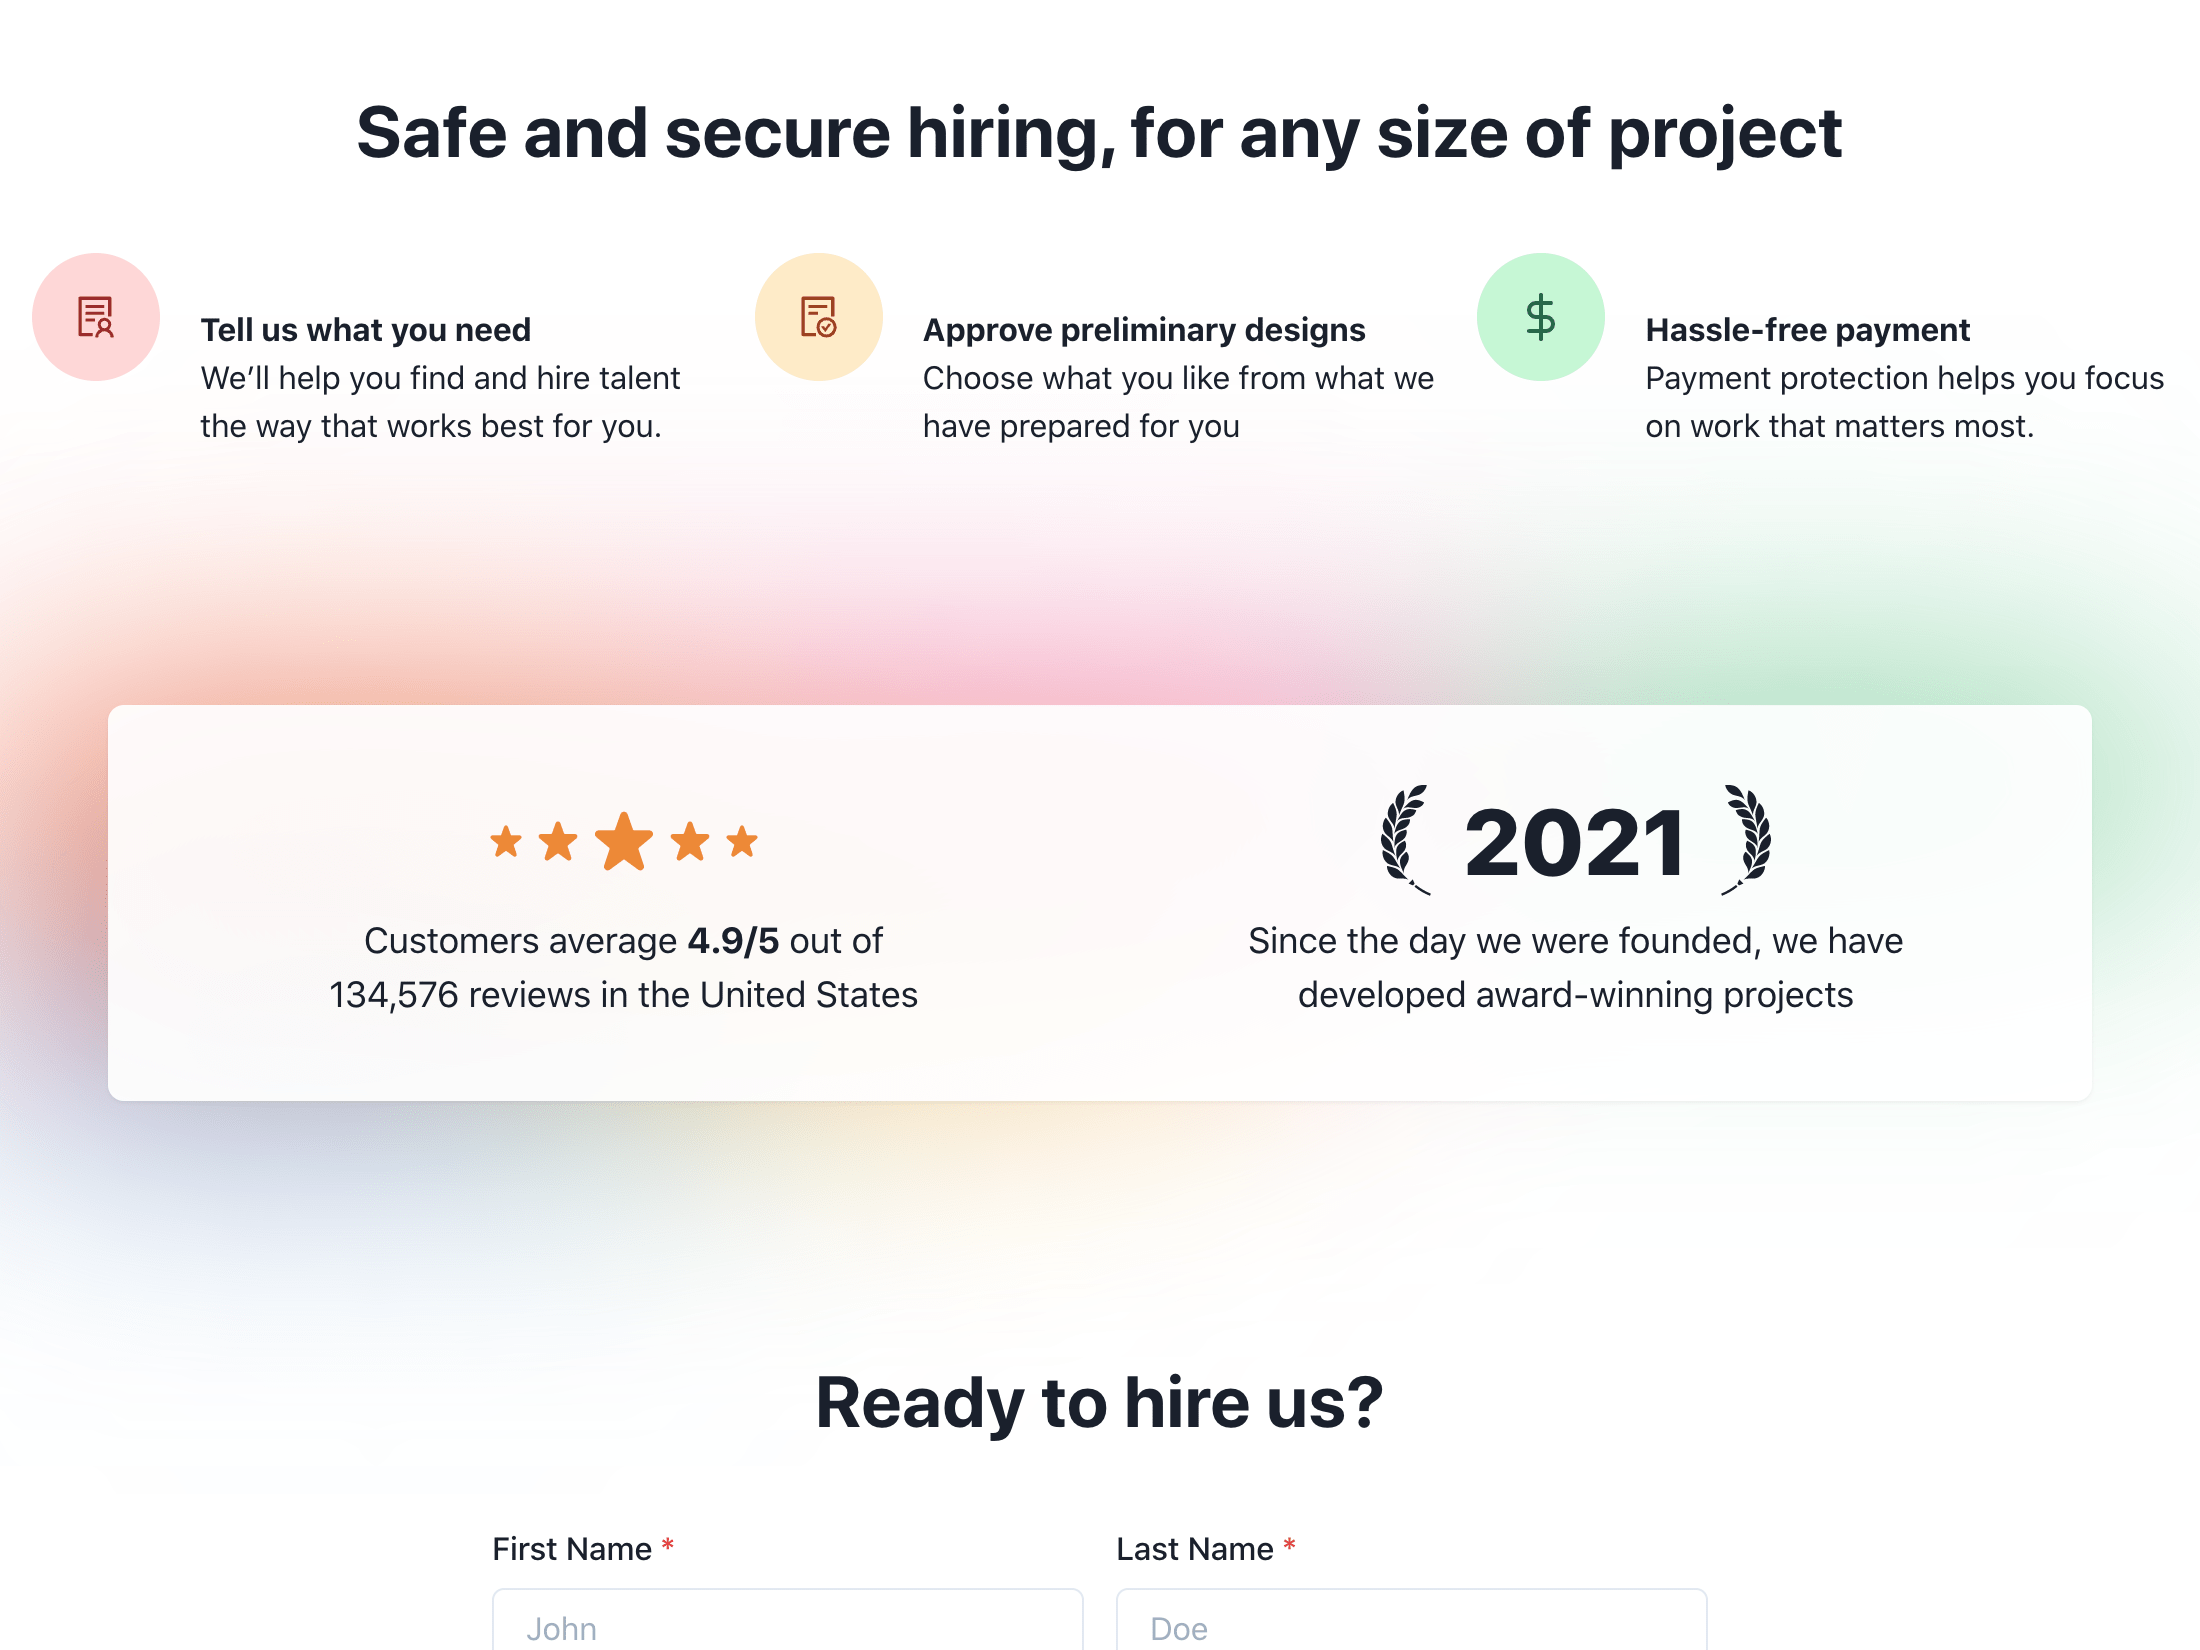 Safe and secure hiring, for any size of project
Tell us what you need
We’ll help you find and hire talent
the way that works best for you.
Approve preliminary designs
Choose what you like from what we
have prepared for you
$
Hassle-free payment
Payment protection helps you focus
on work that matters most.
Customers average 4.9/5 out of
134,576 reviews in the United States
2021
Since the day we were founded, we have
developed award-winning projects
Ready to hire us?
First Name *
John
Last Name *
Doe